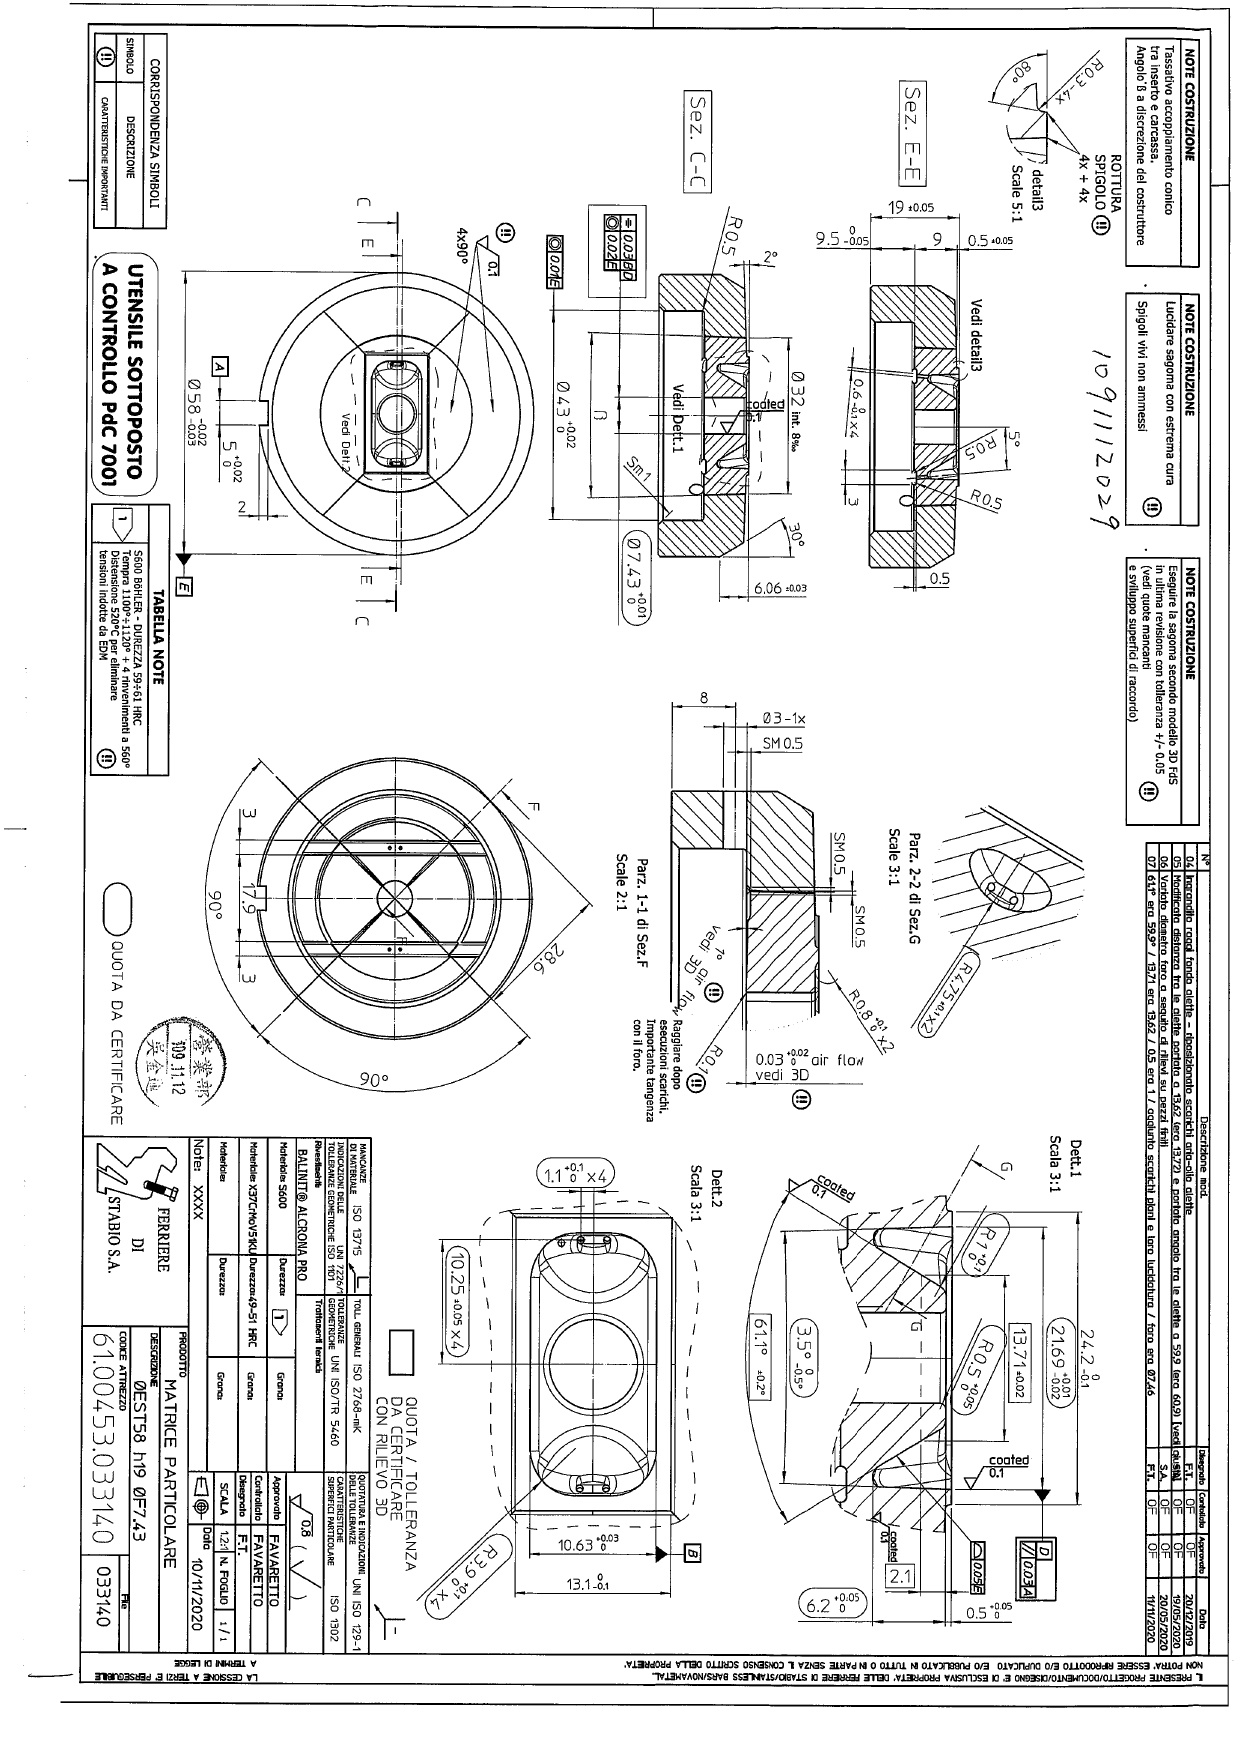 NOTE COSTRUZIONE
Tassativo accoppiamento conico
tra inserto e carcassa.
Angolo'ß a discrezione del costruttore
NOTE COSTRUZIONE
Lucidare sagoma con estrema cura
Spigoli vivi non ammessi
NOTE COSTRUZIONE
Eseguire la sagoma secondo modello 3D FdS
in ultima revisione con tolleranza +/- 0.05
(vedi quote mancanti
e sviluppo superfici di raccordo)
N° Descrizione mod. Disegnato Controllato Approvato Data
04 Ingrandito raggi fondo alette - riposizionato scarichi aria-olio alette F.T. OF OF 20/12/2019
05 Modificata distanza tra le alette portata a 13,62 (era 13,72) e portato angolo tra le alette a 59,9 (era 60,9) OF OF 19/05/2020
06 Variato diametro foro a seguito di rilievi su pezzi finiti S.A. OF OF 20/05/2020
07 61,1° era 59,9° / 13,71 era 13,62 / 0,5 era 1 / aggiunto scarichi piani e toro lucidatura / foro era 07,46 F.T. OF OF 11/11/2020
1091112029
R0.3-4x
80°
ROTTURA
SPIGOLO
4x + 4x
detail3
Scale 5:1
Sez. E-E
19 ±0.05
9.5 0 -0.05
9
0.5 ±0.05
Vedi detail3
0.6 -0.1 X4
5°
R0.5
R0.5
3
0.5
Sez. C-C
R0.5
2°
0.03 B D
0.02 E
0.01 E
Ø43 +0.02 0
ß
Vedi Dett.1
Ø32 int. 8‰
coated
0.1
Sm1
30°
Ø7.43 +0.01 0
6.06 ±0.03
4x90°
0.1
C
E
Vedi Dett.2
A
Ø58 -0.02 -0.03
5 +0.02 0
2
E
E
C
CORRISPONDENZA SIMBOLI
SIMBOLO DESCRIZIONE
!! CARATTERISTICHE IMPORTANTI
UTENSILE SOTTOPOSTO
A CONTROLLO PdC 7001
TABELLA NOTE
1
S600 BöHLER - DUREZZA 59÷61 HRC
Tempra 1100°÷1120° + 4 rinvenimenti a 560°
Distensione 520°C per eliminare
tensioni indotte da EDM
Parz. 2-2 di Sez.G
Scale 3:1
R4.75 ±0.1 X2
8
Ø3-1x
SM 0.5
SM0.5
SM0.5
Parz. 1-1 di Sez.F
Scale 2:1
1° air flow
vedi 3D
R0.8 +0.1 0 x2
0.03 +0.02 0 air flow
vedi 3D
R0.1
Raggiare dopo
esecuzioni scarichi.
Importante tangenza
con il foro.
F
F
3
17.9
3
28.6
90°
90°
QUOTA DA CERTIFICARE
營業部
109.11.12
Dett.1
Scala 3:1
G
G
coated
0.1
R1 +0.1 0
24.2 0 -0.1
21.69 +0.01 -0.02
13.71 ±0.02
R0.5 +0.05 0
3.5° 0 -0.5°
61.1° ±0.2°
coated
0.1
coated
0.1
D
// 0.03 A
0.05 E
2.1
6.2 +0.05 0
0.5 +0.05 0
Dett.2
Scala 3:1
1.1 +0.1 0 X4
10.25 ±0.05 X4
10.63 +0.03 0
13.1 0 -0.1
B
R3.9 +0.1 0 X4
QUOTA / TOLLERANZA
DA CERTIFICARE
CON RILIEVO 3D
MANCANZE
DI MATERIALE ISO 13715
TOLL. GENERALI ISO 2768-mK
QUOTATURA E INDICAZIONI
DELLE TOLLERANZE UNI ISO 129-1
INDICAZIONI DELLE
TOLLERANZE GEOMETRICHE UNI 7226/1 ISO 1101
TOLLERANZE
GEOMETRICHE UNI ISO/TR 5460
CARATTERISTICHE
SUPERFICI PARTICOLARE ISO 1302
Rivestimento
BALINIT® ALCRONA PRO
Trattamenti termici
0.8
Materiale: S600 Durezza: 1 Grana:
Materiale: X37CrMoV51KU Durezza: 49-51 HRC Grana:
Materiale: Durezza: Grana:
Note: XXXX
Approvato FAVARETTO
Controllato FAVARETTO
Disegnato F.T.
SCALA 1:2:1 N. FOGLIO 1/1
Data 10/11/2020
FERRIERE
DI
STABIO S.A.
PRODOTTO
MATRICE PARTICOLARE
DESCRIZIONE
ØEST58 h19 ØF7.43
CODICE ATTREZZO
61.00453.033140
File
033140
IL PRESENTE PROGETTO/DOCUMENTO/DISEGNO E' DI ESCLUSIVA PROPRIETA' DELLE FERRIERE DI STABIO/STAINLESS BARS/NOVAMETAL.
NON POTRA' ESSERE RIPRODOTTO E/O DUPLICATO E/O PUBBLICATO IN TUTTO O IN PARTE SENZA IL CONSENSO SCRITTO DELLA PROPRIETA'.
LA CESSIONE A TERZI E' PERSEGUIBILE
A TERMINI DI LEGGE